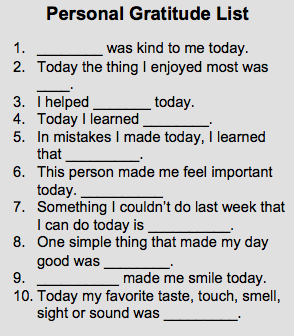 Personal Gratitude List
1. ________ was kind to me today.
2. Today the thing I enjoyed most was
____.
3. I helped _______ today.
4. Today I learned ________.
5. In mistakes I made today, I learned
that _________.
6. This person made me feel important
today. __________
7. Something I couldn't do last week that
I can do today is __________.
8. One simple thing that made my day
good was ________.
9. __________ made me smile today.
10. Today my favorite taste, touch, smell,
sight or sound was _________.